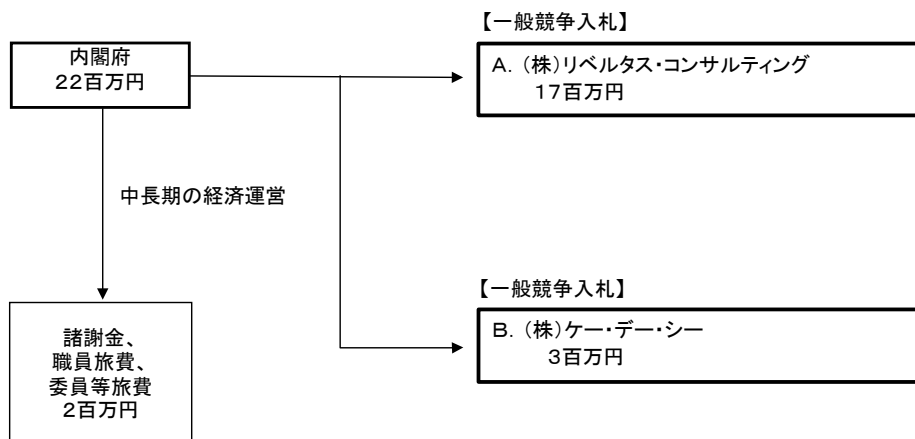 【一般競争入札】
内閣府
22百万円
A. (株)リベルタス・コンサルティング
17百万円
中長期の経済運営
【一般競争入札】
諸謝金、
職員旅費、
委員等旅費
2百万円
B. (株)ケー・デー・シー
3百万円